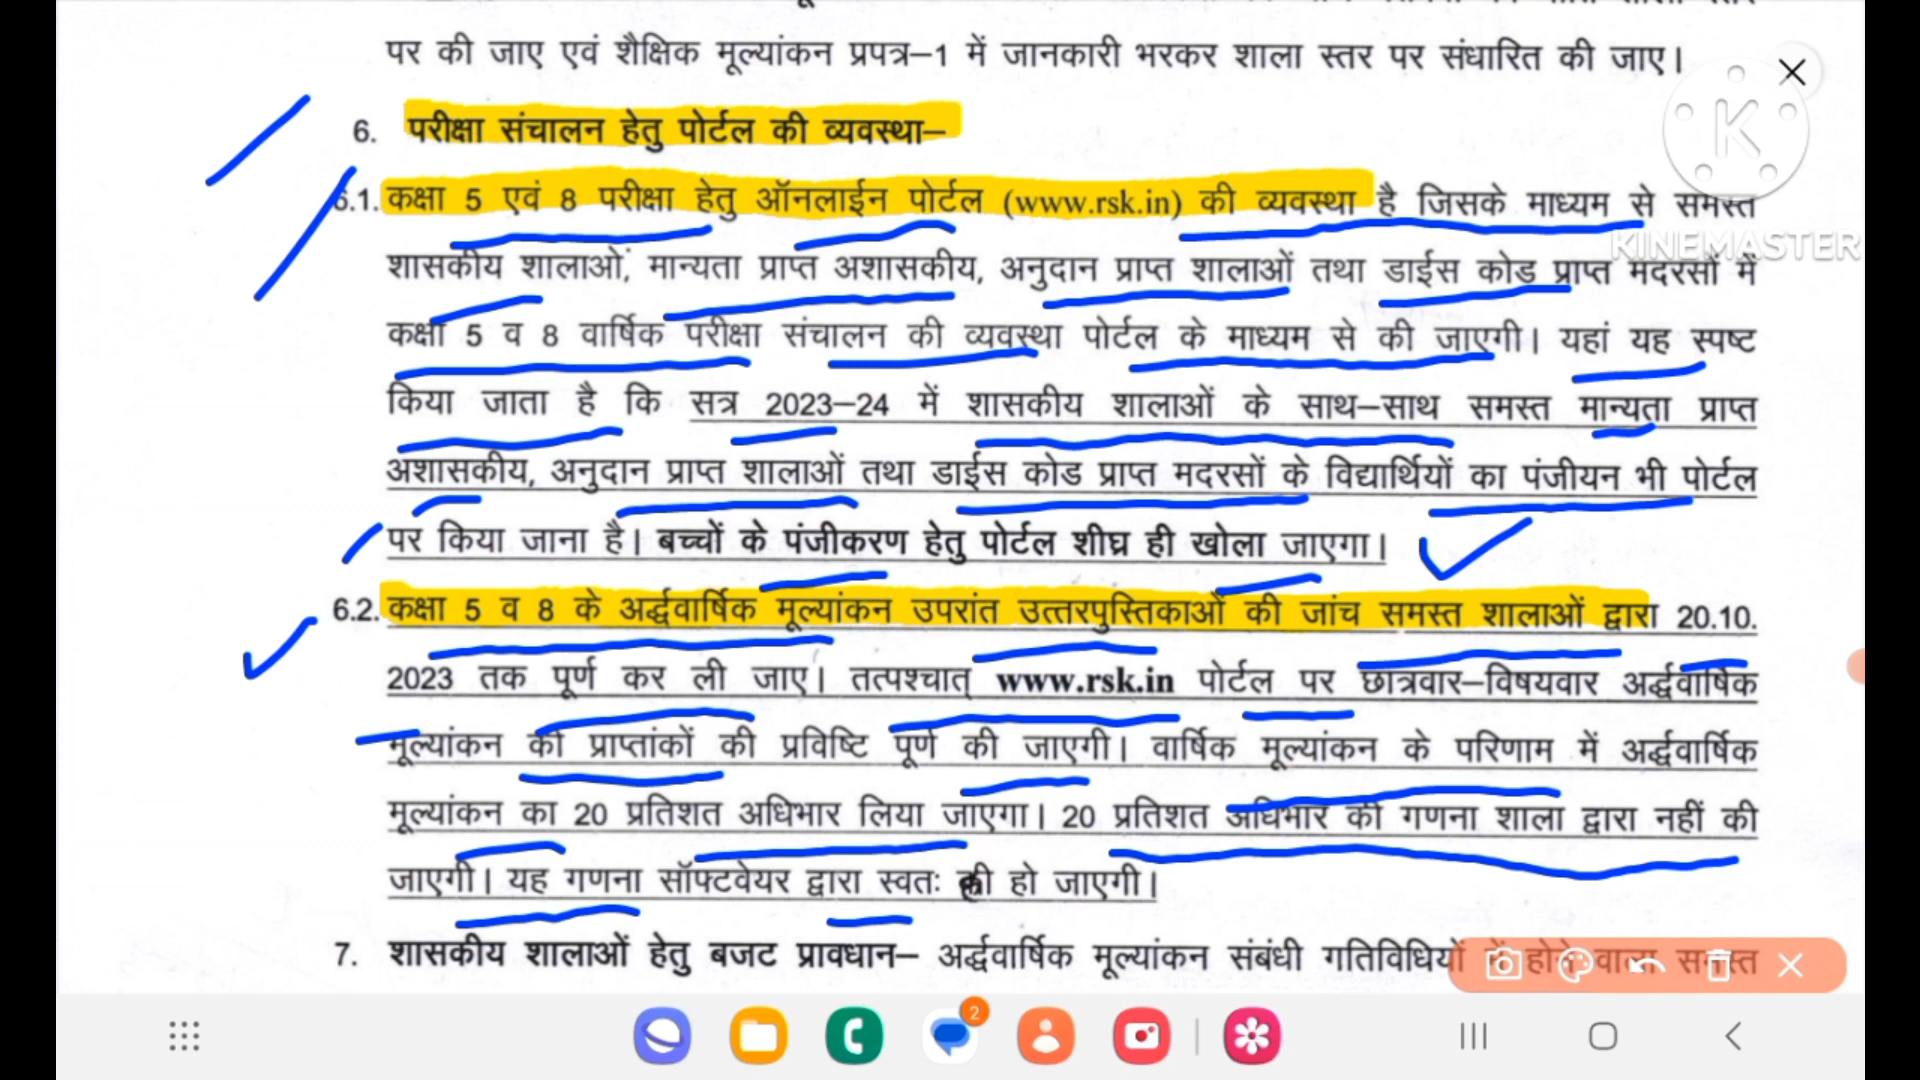 पर की जाए एवं शैक्षिक मूल्यांकन प्रपत्र–1 में जानकारी भरकर शाला स्तर पर संधारित की जाए।
6. परीक्षा संचालन हेतु पोर्टल की व्यवस्था–
6.1. कक्षा 5 एवं 8 परीक्षा हेतु ऑनलाईन पोर्टल (www.rsk.in) की व्यवस्था है जिसके माध्यम से समस्त
KINEMASTER
शासकीय शालाओं, मान्यता प्राप्त अशासकीय, अनुदान प्राप्त शालाओं तथा डाईस कोड प्राप्त मदरसों में
कक्षा 5 व 8 वार्षिक परीक्षा संचालन की व्यवस्था पोर्टल के माध्यम से की जाएगी। यहां यह स्पष्ट
किया जाता है कि सत्र 2023–24 में शासकीय शालाओं के साथ–साथ समस्त मान्यता प्राप्त
अशासकीय, अनुदान प्राप्त शालाओं तथा डाईस कोड प्राप्त मदरसों के विद्यार्थियों का पंजीयन भी पोर्टल
पर किया जाना है। बच्चों के पंजीकरण हेतु पोर्टल शीघ्र ही खोला जाएगा।
6.2. कक्षा 5 व 8 के अर्द्धवार्षिक मूल्यांकन उपरांत उत्तरपुस्तिकाओं की जांच समस्त शालाओं द्वारा 20.10.
2023 तक पूर्ण कर ली जाए। तत्पश्चात् www.rsk.in पोर्टल पर छात्रवार–विषयवार अर्द्धवार्षिक
मूल्यांकन की प्राप्तांकों की प्रविष्टि पूर्ण की जाएगी। वार्षिक मूल्यांकन के परिणाम में अर्द्धवार्षिक
मूल्यांकन का 20 प्रतिशत अधिभार लिया जाएगा। 20 प्रतिशत अधिभार की गणना शाला द्वारा नहीं की
जाएगी। यह गणना सॉफ्टवेयर द्वारा स्वतः ही हो जाएगी।
7. शासकीय शालाओं हेतु बजट प्रावधान– अर्द्धवार्षिक मूल्यांकन संबंधी गतिविधियों में होने वाला समस्त
2